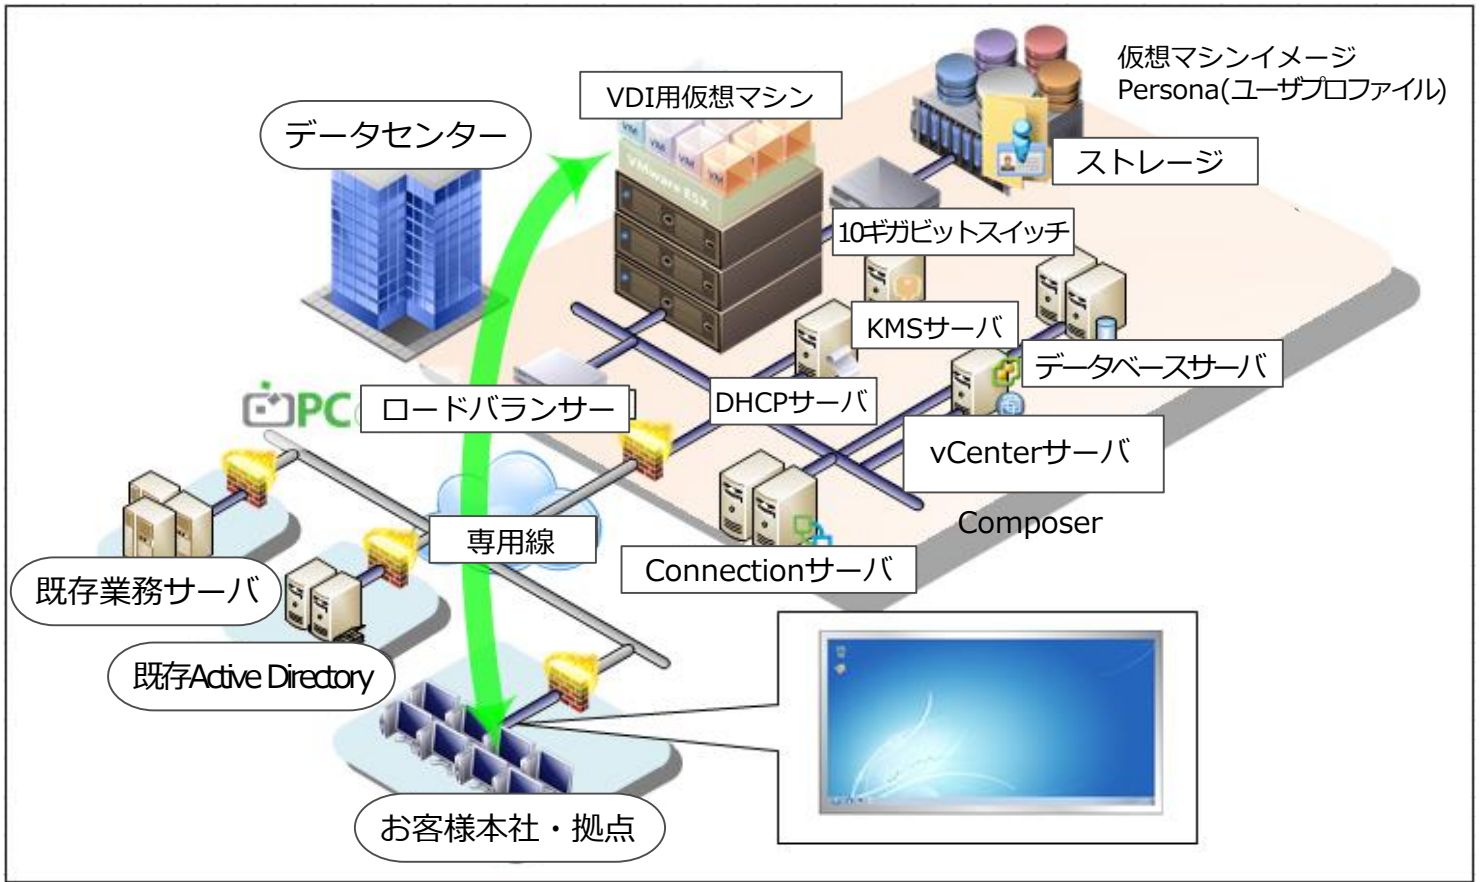 仮想マシンイメージ
Persona(ユーザプロファイル)
VDI用仮想マシン
データセンター
VM
VM
VM
VM
VMware ESX
ストレージ
10ギガビットスイッチ
KMSサーバ
データベースサーバ
DHCPサーバ
PC
ロードバランサー
vCenterサーバ
Composer
専用線
Connectionサーバ
既存業務サーバ
既存Active Directory
お客様本社・拠点